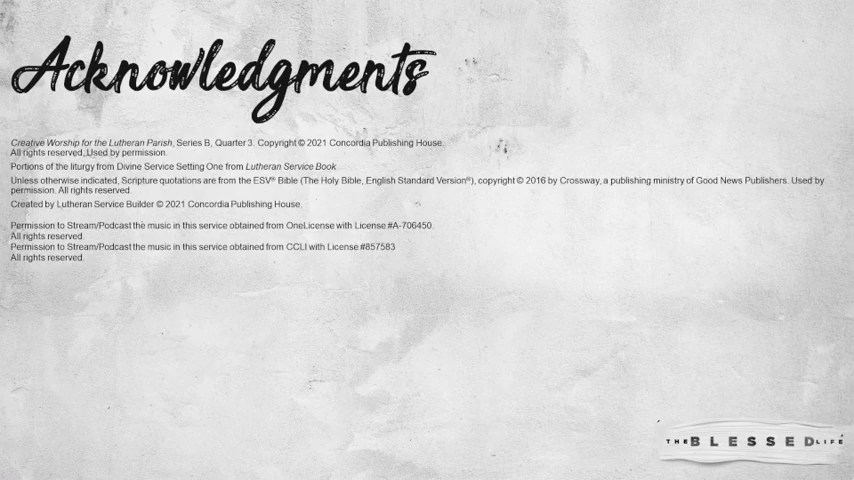 Acknowledgments
Creative Worship for the Lutheran Parish, Series B, Quarter 3. Copyright © 2021 Concordia Publishing House.
All rights reserved. Used by permission.
Portions of the liturgy from Divine Service Setting One from Lutheran Service Book
Unless otherwise indicated, Scripture quotations are from the ESV® Bible (The Holy Bible, English Standard Version®), copyright © 2016 by Crossway, a publishing ministry of Good News Publishers. Used by
permission. All rights reserved.
Created by Lutheran Service Builder © 2021 Concordia Publishing House.
Permission to Stream/Podcast the music in this service obtained from OneLicense with License #A-706450.
All rights reserved.
Permission to Stream/Podcast the music in this service obtained from CCLI with License #857583
All rights reserved.
THE BLESSED LIFE